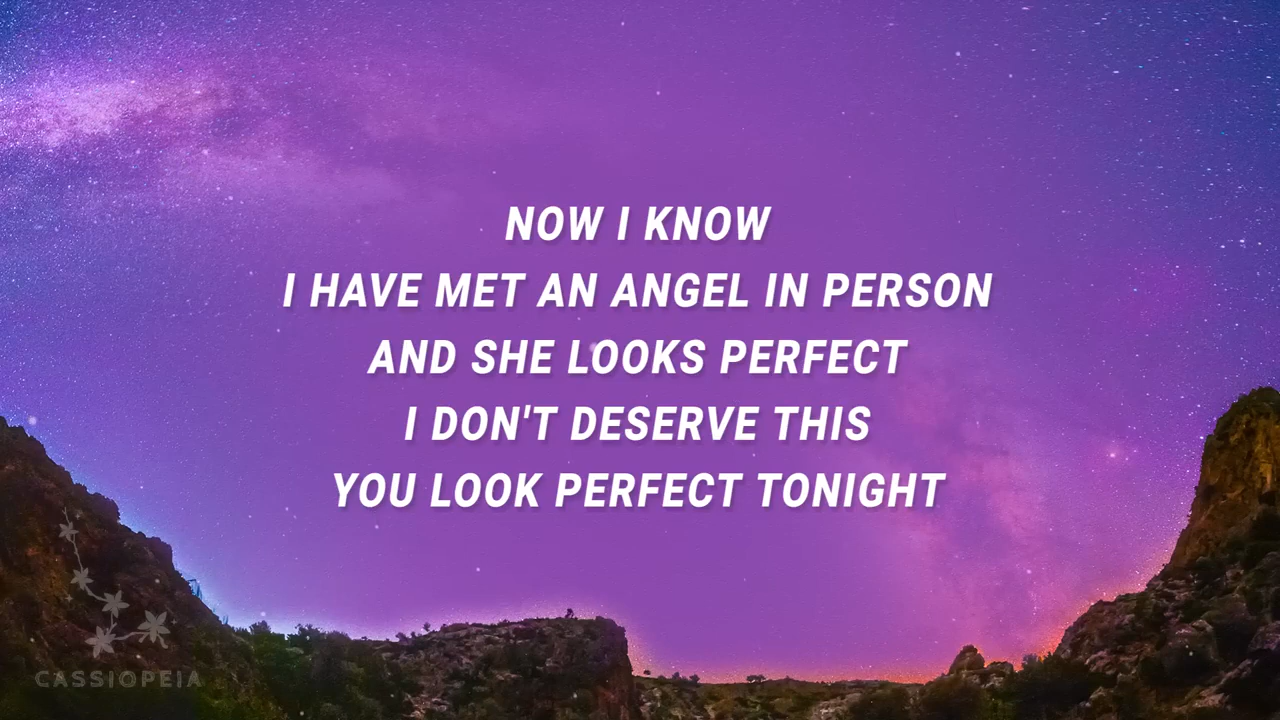 NOW I KNOW
I HAVE MET AN ANGEL IN PERSON
AND SHE LOOKS PERFECT
I DON'T DESERVE THIS
YOU LOOK PERFECT TONIGHT
CASSIOPEIA